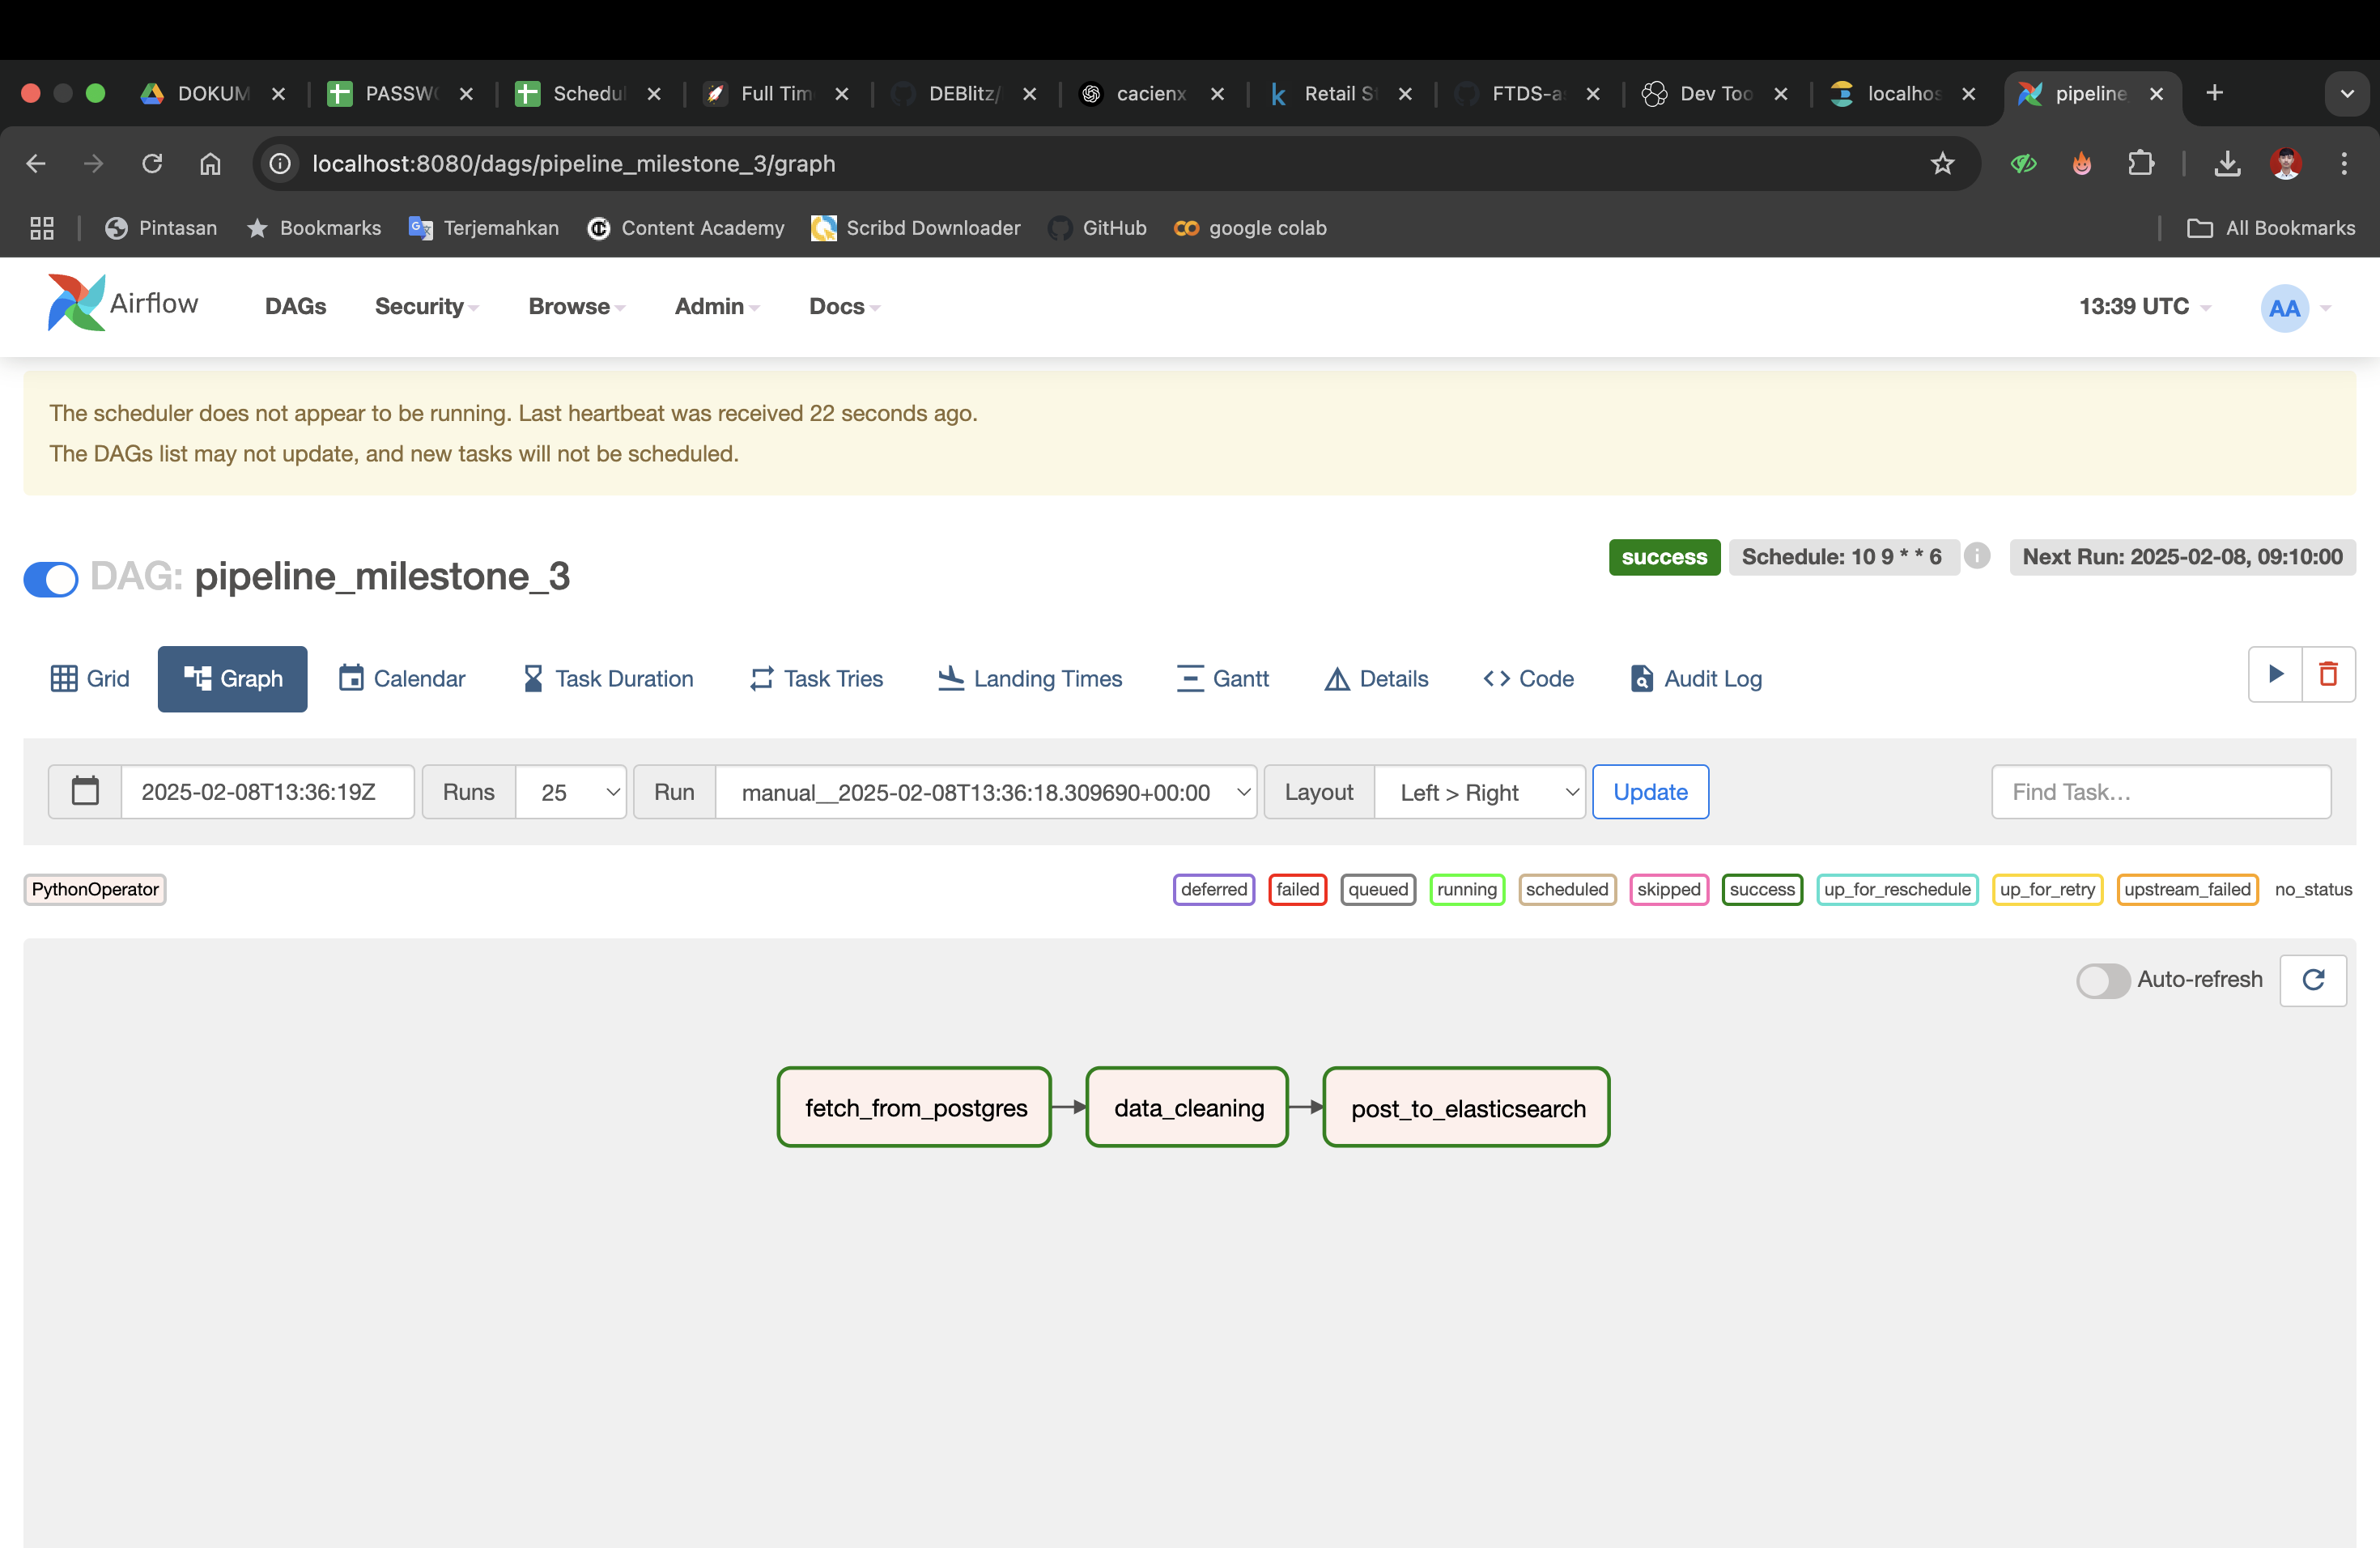 DOKUM
PASSW
Schedul
Full Tim
DEBlitz/
cacienx
Retail S
FTDS-a
Dev Too
localhos
pipeline
localhost:8080/dags/pipeline_milestone_3/graph
Pintasan Bookmarks Terjemahkan Content Academy Scribd Downloader GitHub google colab All Bookmarks
Airflow DAGs Security Browse Admin Docs 13:39 UTC AA
The scheduler does not appear to be running. Last heartbeat was received 22 seconds ago.
The DAGs list may not update, and new tasks will not be scheduled.
DAG: pipeline_milestone_3 success Schedule: 10 9 * * 6 Next Run: 2025-02-08, 09:10:00
Grid Graph Calendar Task Duration Task Tries Landing Times Gantt Details Code Audit Log
2025-02-08T13:36:19Z Runs 25 Run manual__2025-02-08T13:36:18.309690+00:00 Layout Left > Right Update Find Task...
PythonOperator deferred failed queued running scheduled skipped success up_for_reschedule up_for_retry upstream_failed no_status
Auto-refresh
fetch_from_postgres data_cleaning post_to_elasticsearch